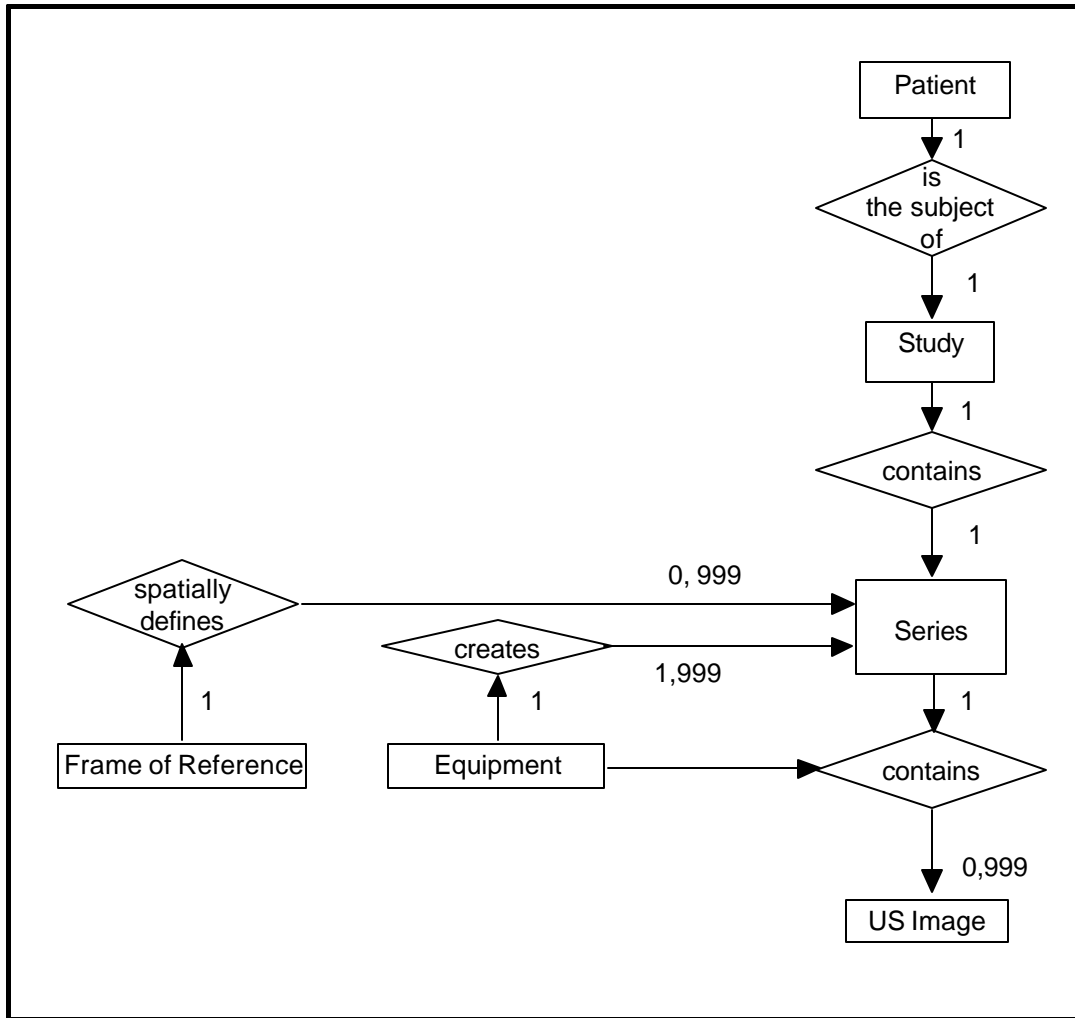 Patient
1
is
the subject
of
1
Study
1
contains
1
spatially
defines
0, 999
Series
creates
1,999
1
1
1
Frame of Reference
Equipment
contains
0,999
US Image